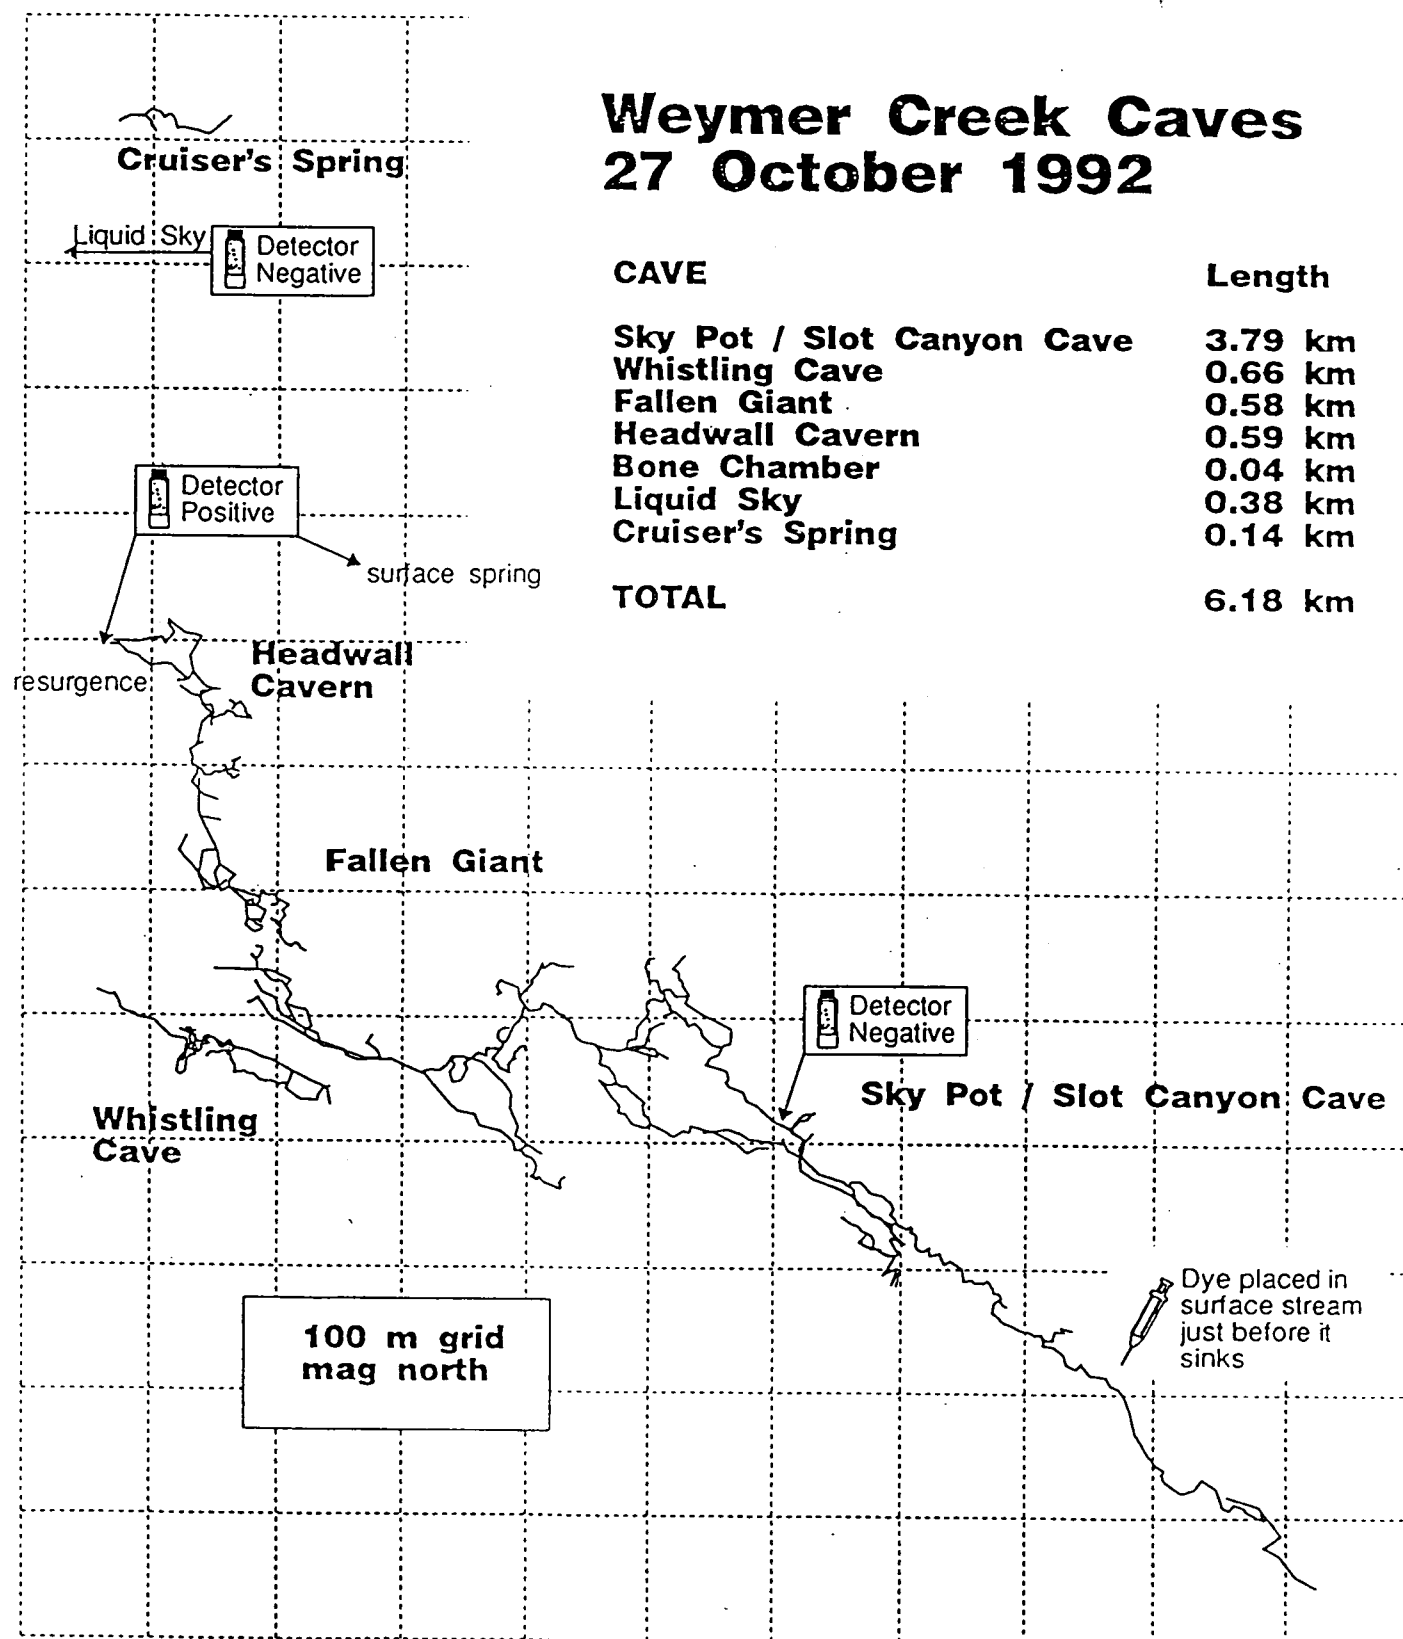 Weymer Creek Caves
27 October 1992
CAVE Length
Sky Pot / Slot Canyon Cave 3.79 km
Whistling Cave 0.66 km
Fallen Giant 0.58 km
Headwall Cavern 0.59 km
Bone Chamber 0.04 km
Liquid Sky 0.38 km
Cruiser's Spring 0.14 km
TOTAL 6.18 km
Cruiser's Spring
Liquid Sky
Detector
Negative
Detector
Positive
surface spring
resurgence
Headwall
Cavern
Fallen Giant
Detector
Negative
Sky Pot / Slot Canyon Cave
Whistling
Cave
Dye placed in
surface stream
just before it
sinks
100 m grid
mag north